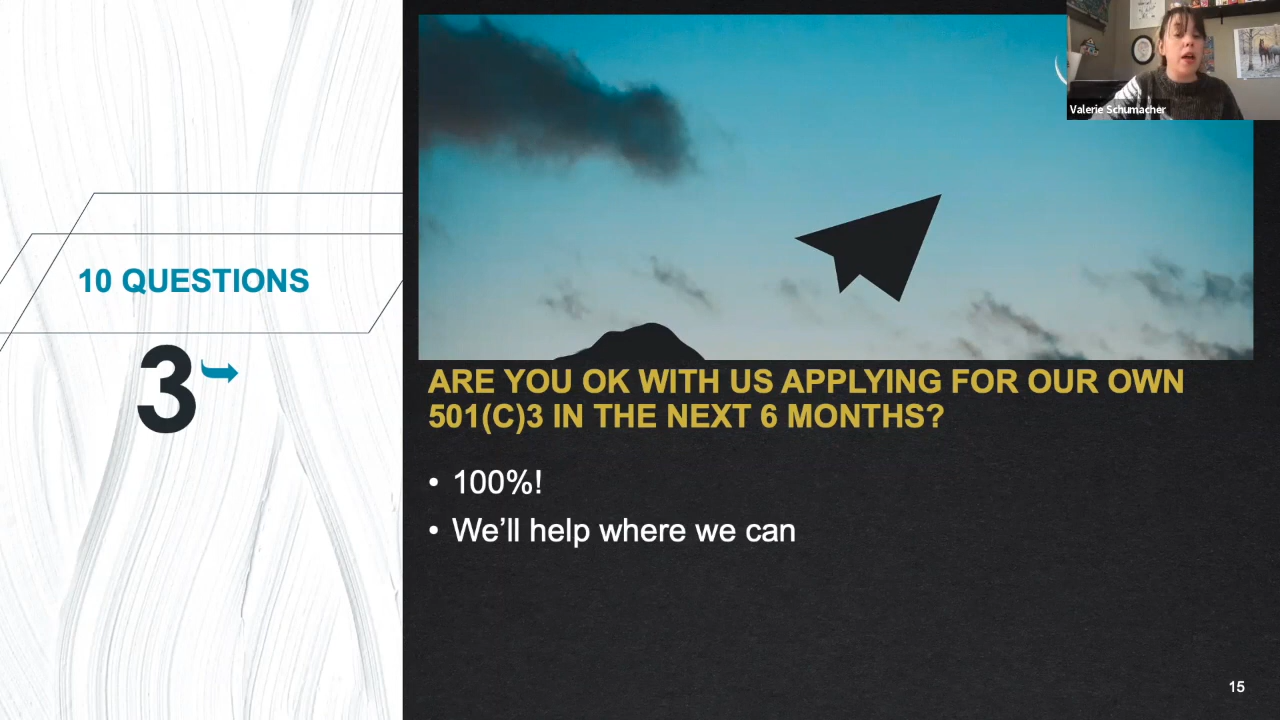 Valerie Schumacher
10 QUESTIONS
3
ARE YOU OK WITH US APPLYING FOR OUR OWN
501(C)3 IN THE NEXT 6 MONTHS?
• 100%!
• We’ll help where we can
15